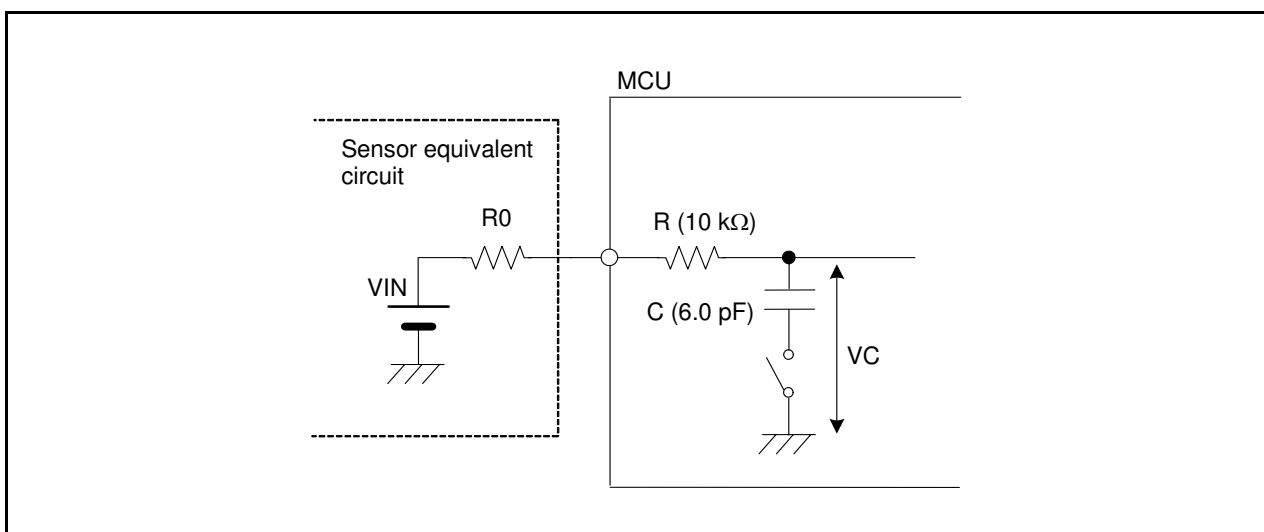 MCU
Sensor equivalent
circuit
R0
R (10 kΩ)
VIN
C (6.0 pF)
VC